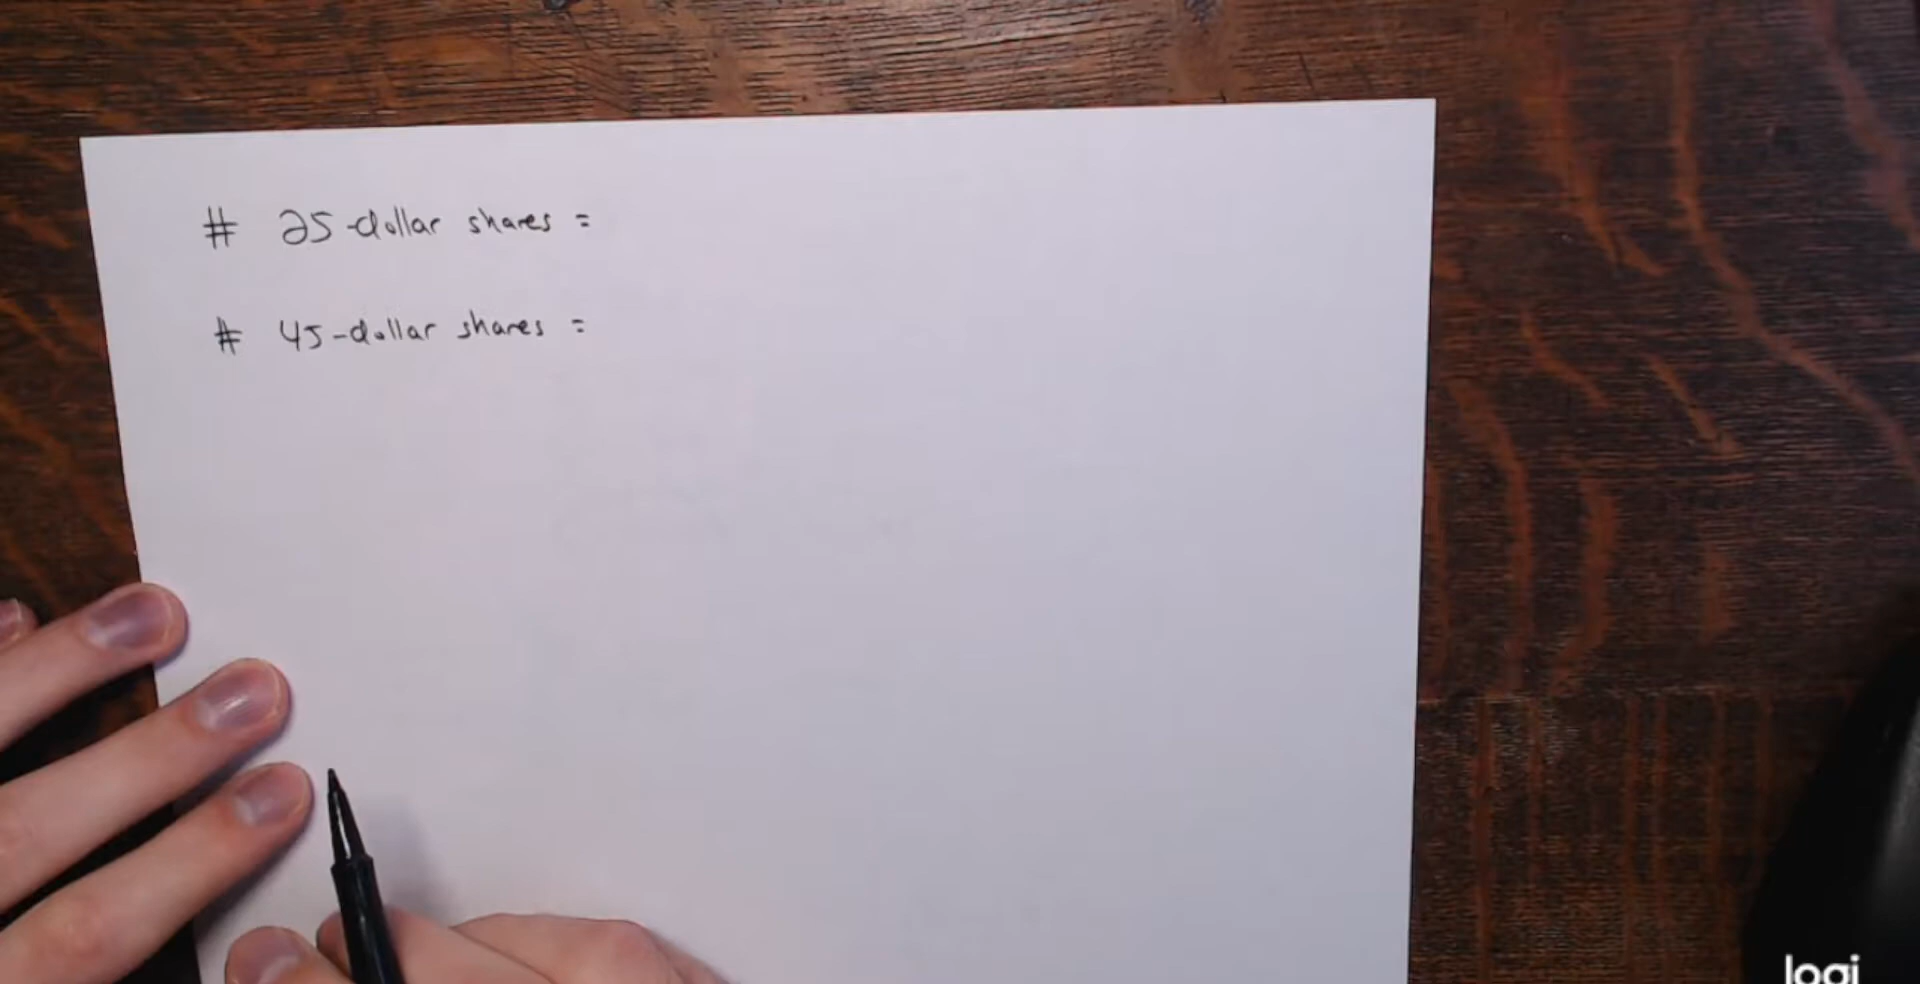 # 25-dollar shares =
# 45-dollar shares =
logi